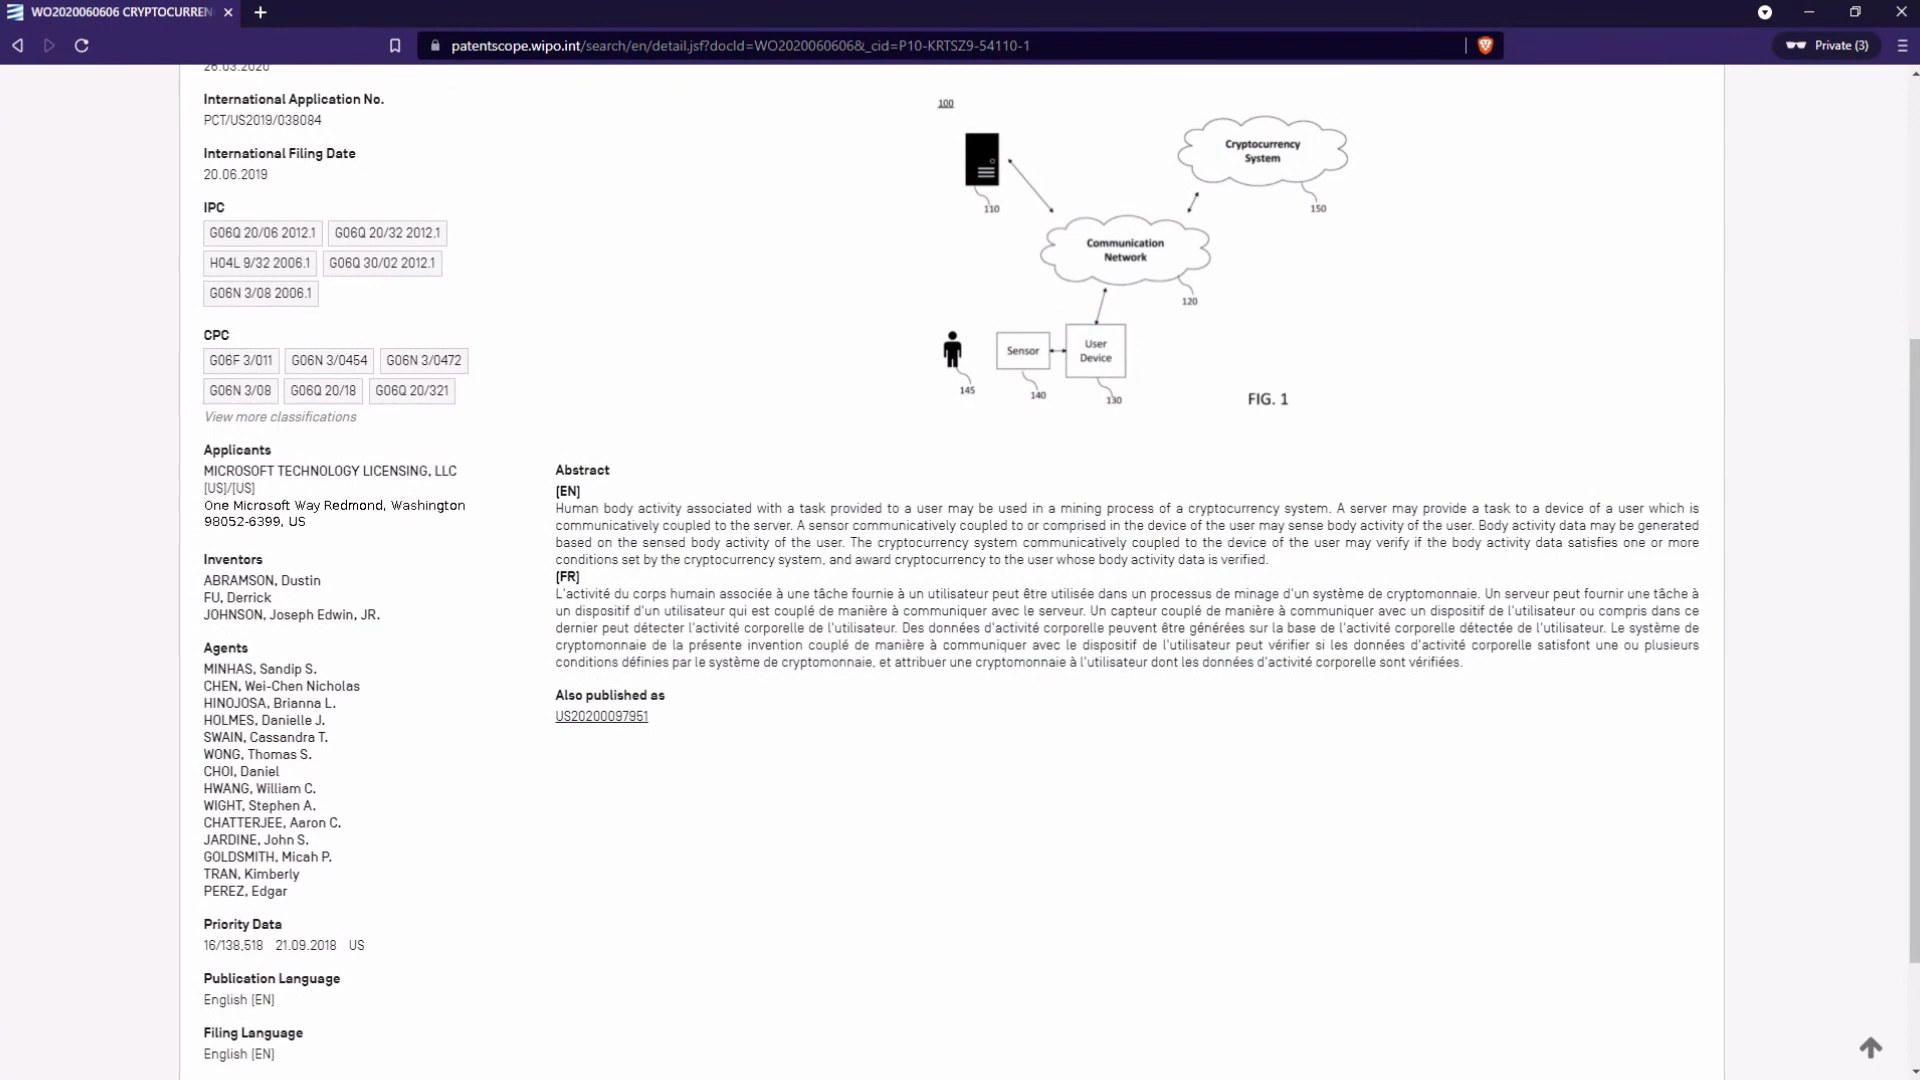 WO2020060606 CRYPTOCURREN
patentscope.wipo.int/search/en/detail.jsf?docId=WO2020060606&_cid=P10-KRTSZ9-54110-1
Private (3)
26.03.2020
International Application No.
PCT/US2019/038084
International Filing Date
20.06.2019
IPC
G06Q 20/06 2012.1 G06Q 20/32 2012.1
H04L 9/32 2006.1 G06Q 30/02 2012.1
G06N 3/08 2006.1
CPC
G06F 3/011 G06N 3/0454 G06N 3/0472
G06N 3/08 G06Q 20/18 G06Q 20/321
View more classifications
Applicants
MICROSOFT TECHNOLOGY LICENSING, LLC
[US]/[US]
One Microsoft Way Redmond, Washington
98052-6399, US
Inventors
ABRAMSON, Dustin
FU, Derrick
JOHNSON, Joseph Edwin, JR.
Agents
MINHAS, Sandip S.
CHEN, Wei-Chen Nicholas
HINOJOSA, Brianna L.
HOLMES, Danielle J.
SWAIN, Cassandra T.
WONG, Thomas S.
CHOI, Daniel
HWANG, William C.
WIGHT, Stephen A.
CHATTERJEE, Aaron C.
JARDINE, John S.
GOLDSMITH, Micah P.
TRAN, Kimberly
PEREZ, Edgar
Priority Data
16/138,518 21.09.2018 US
Publication Language
English [EN]
Filing Language
English [EN]
100
110
Cryptocurrency
System
150
Communication
Network
120
145
Sensor
140
User
Device
130
FIG. 1
Abstract
[EN]
Human body activity associated with a task provided to a user may be used in a mining process of a cryptocurrency system. A server may provide a task to a device of a user which is
communicatively coupled to the server. A sensor communicatively coupled to or comprised in the device of the user may sense body activity of the user. Body activity data may be generated
based on the sensed body activity of the user. The cryptocurrency system communicatively coupled to the device of the user may verify if the body activity data satisfies one or more
conditions set by the cryptocurrency system, and award cryptocurrency to the user whose body activity data is verified.
[FR]
L'activité du corps humain associée à une tâche fournie à un utilisateur peut être utilisée dans un processus de minage d'un système de cryptomonnaie. Un serveur peut fournir une tâche à
un dispositif d'un utilisateur qui est couplé de manière à communiquer avec le serveur. Un capteur couplé de manière à communiquer avec un dispositif de l'utilisateur ou compris dans ce
dernier peut détecter l'activité corporelle de l'utilisateur. Des données d'activité corporelle peuvent être générées sur la base de l'activité corporelle détectée de l'utilisateur. Le système de
cryptomonnaie de la présente invention couplé de manière à communiquer avec le dispositif de l'utilisateur peut vérifier si les données d'activité corporelle satisfont une ou plusieurs
conditions définies par le système de cryptomonnaie, et attribuer une cryptomonnaie à l'utilisateur dont les données d'activité corporelle sont vérifiées.
Also published as
US20200097951